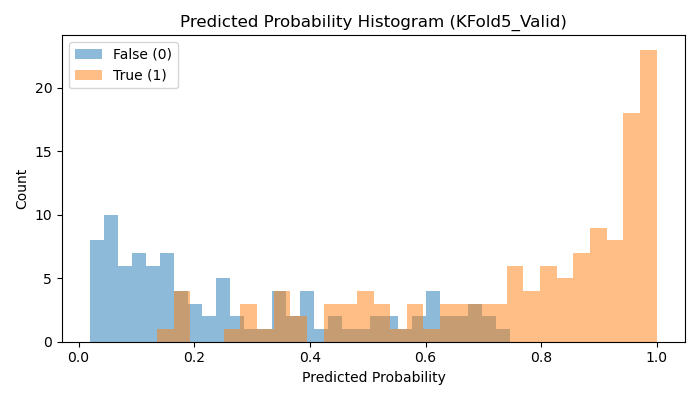 Predicted Probability Histogram (KFold5_Valid)
False (0)
True (1)
Count
20
15
10
5
0
0.0 0.2 0.4 0.6 0.8 1.0
Predicted Probability